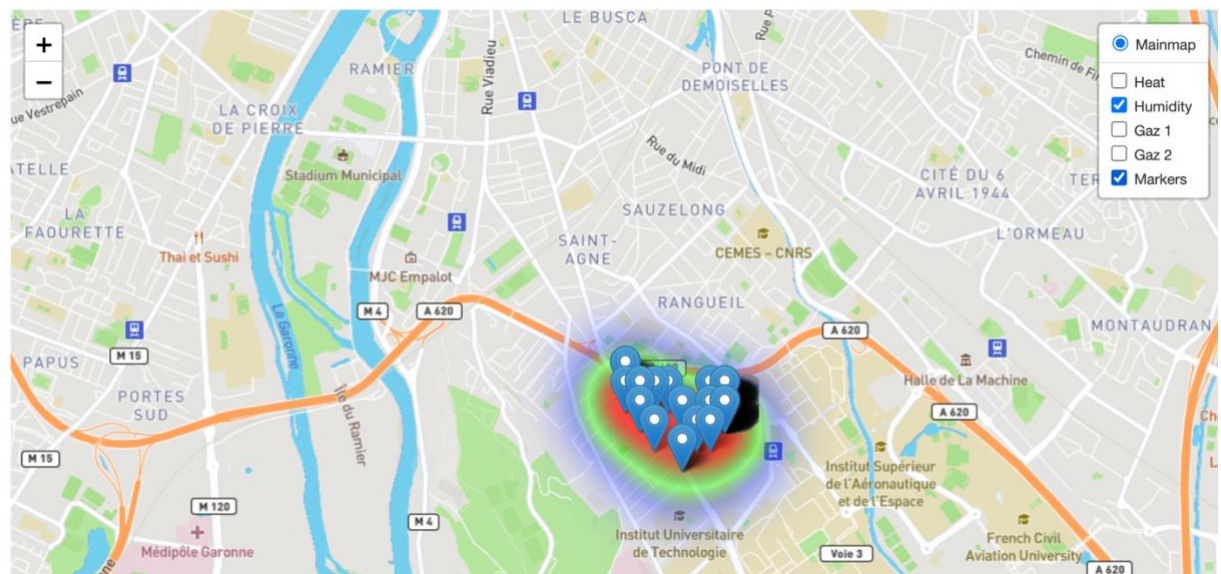 +
−
Mainmap
Heat
Humidity
Gaz 1
Gaz 2
Markers
LE BUSCA
RAMIER
Rue Viadieu
PONT DE
DEMOISELLES
Chemin de
ue Vestrepain
LA CROIX
DE PIERRE
Stadium Municipal
Rue du Midi
CITÉ DU 6
AVRIL 1944
TER
ATELLE
LA
FAOURETTE
Thai et Sushi
MJC Empalot
SAUZELONG
SAINT-
AGNE
CEMES – CNRS
L'ORMEAU
RANGUEIL
M 4
A 620
A 620
MONTAUDRAN
La Garonne
M 15
PAPUS
PORTES
SUD
Île du Ramier
Halle de La Machine
A 620
M 15
Institut Supérieur
de l'Aéronautique
et de l'Espace
M 120
M 4
Médipôle Garonne
Institut Universitaire
de Technologie
Voie 3
French Civil
Aviation University
A 620